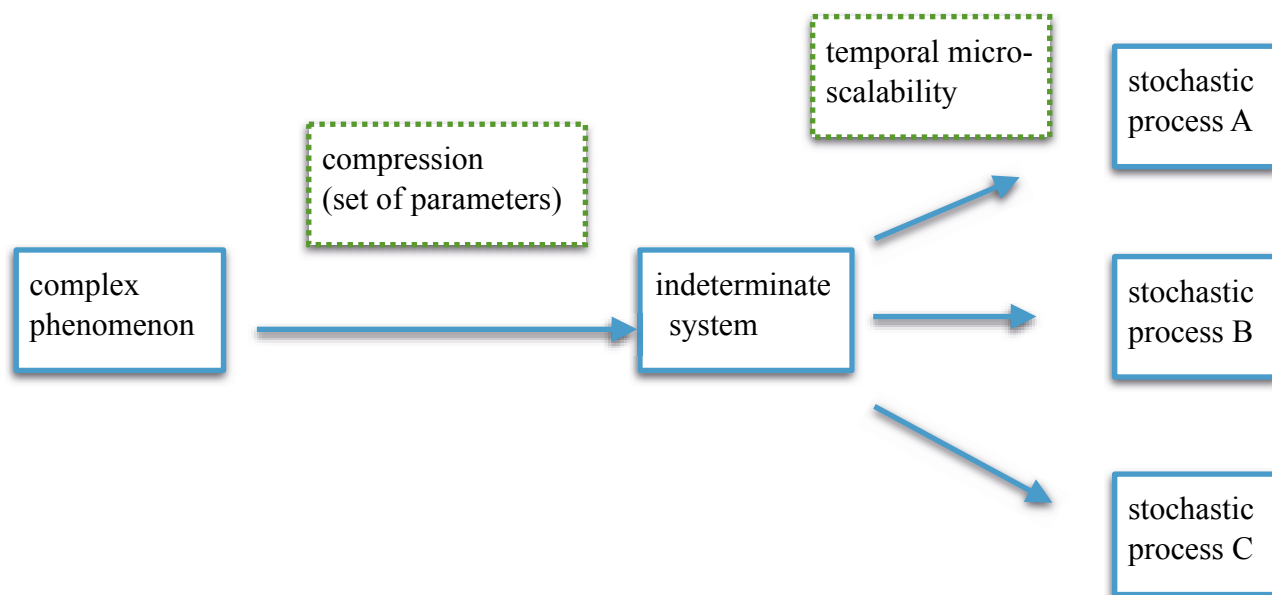 complex
phenomenon
compression
(set of parameters)
indeterminate
system
temporal micro-
scalability
stochastic
process A
stochastic
process B
stochastic
process C